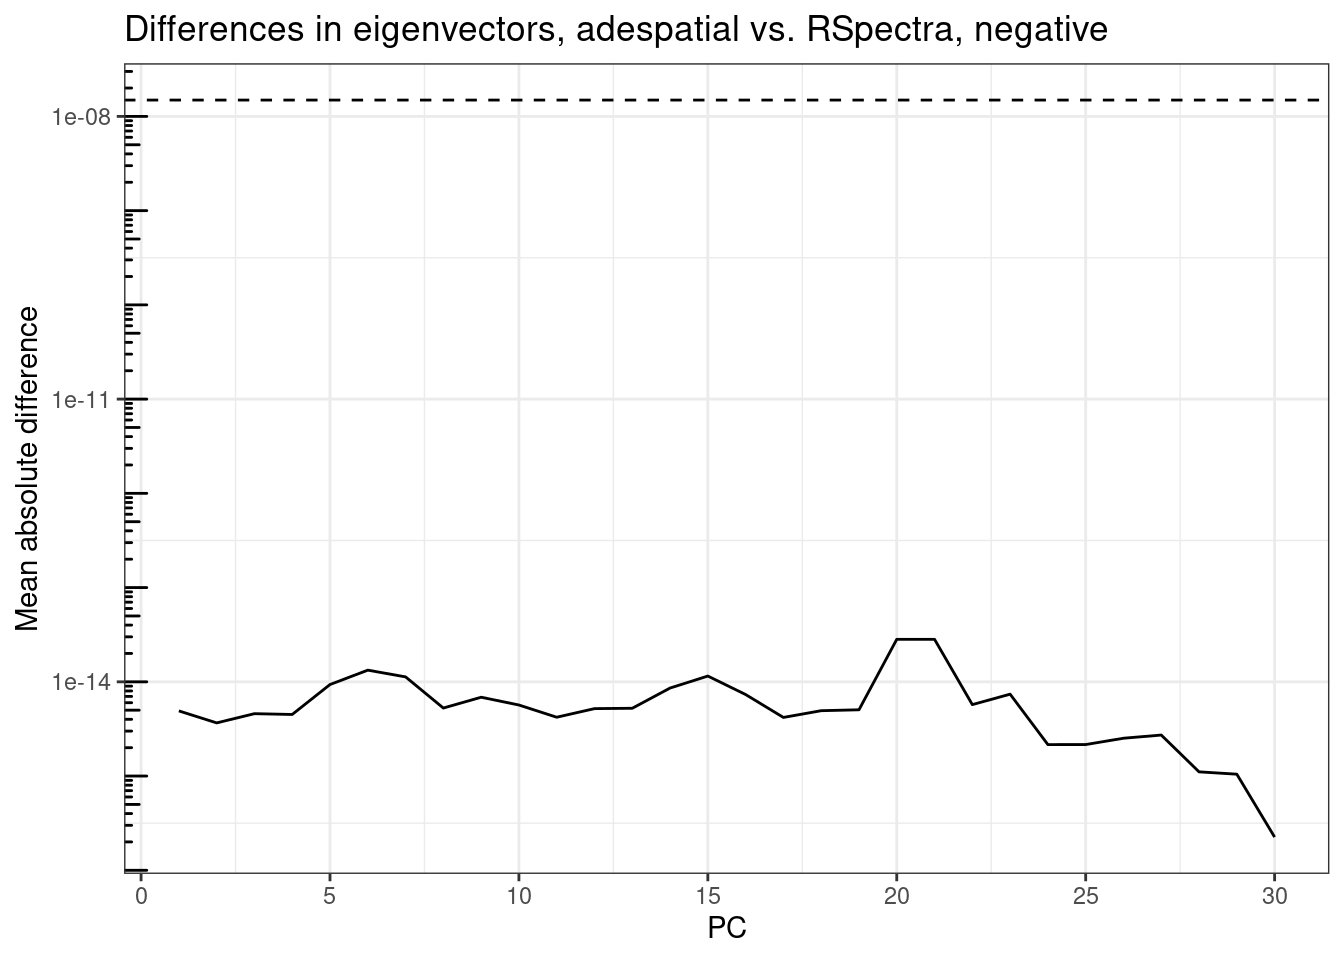 Differences in eigenvectors, adespatial vs. RSpectra, negative
Mean absolute difference
1e-08
1e-11
1e-14
0 5 10 15 20 25 30
PC